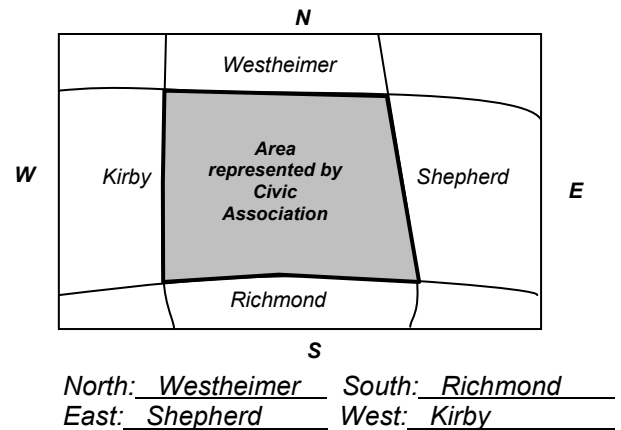 N
Westheimer
W
Kirby
Area
represented by
Civic
Association
Shepherd
E
Richmond
S
North: Westheimer South: Richmond
East: Shepherd West: Kirby